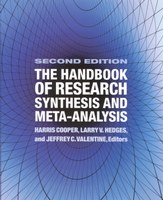 SECOND EDITION
THE HANDBOOK
OF RESEARCH
SYNTHESIS AND
META-ANALYSIS
HARRIS COOPER, LARRY V. HEDGES,
and JEFFREY C. VALENTINE, Editors